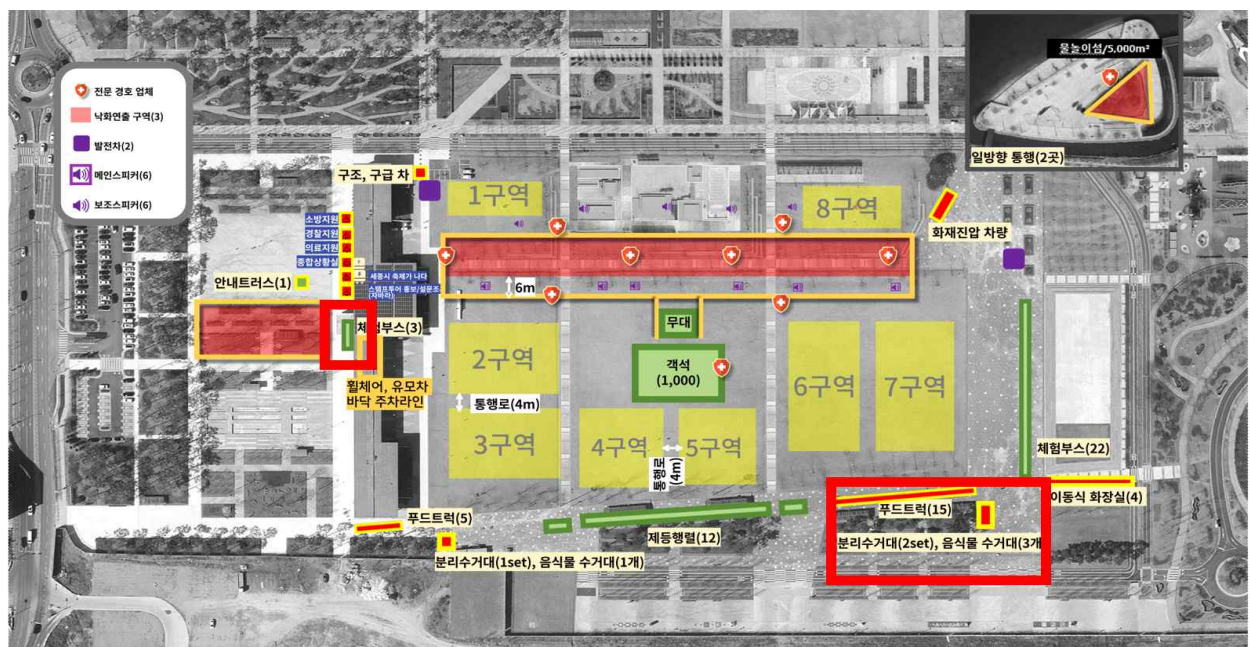 전문 경호 업체
낙화연출 구역(3)
발전차(2)
메인스피커(6)
보조스피커(6)
물놀이섬/5,000m²
일방향 통행(2곳)
구조, 구급 차
1구역
8구역
화재진압 차량
소방지원
경찰지원
의료지원
종합상황실
안내트러스(1)
세종시 축제가 나다
스탬프투어 홍보/설문조
(자바라)
6m
체험부스(3)
무대
객석
(1,000)
2구역
6구역
7구역
휠체어, 유모차
바닥 주차라인
통행로(4m)
3구역
4구역
5구역
통행로
(4m)
체험부스(22)
이동식 화장실(4)
푸드트럭(5)
푸드트럭(15)
제등행렬(12)
분리수거대(2set), 음식물 수거대(3개
분리수거대(1set), 음식물 수거대(1개)